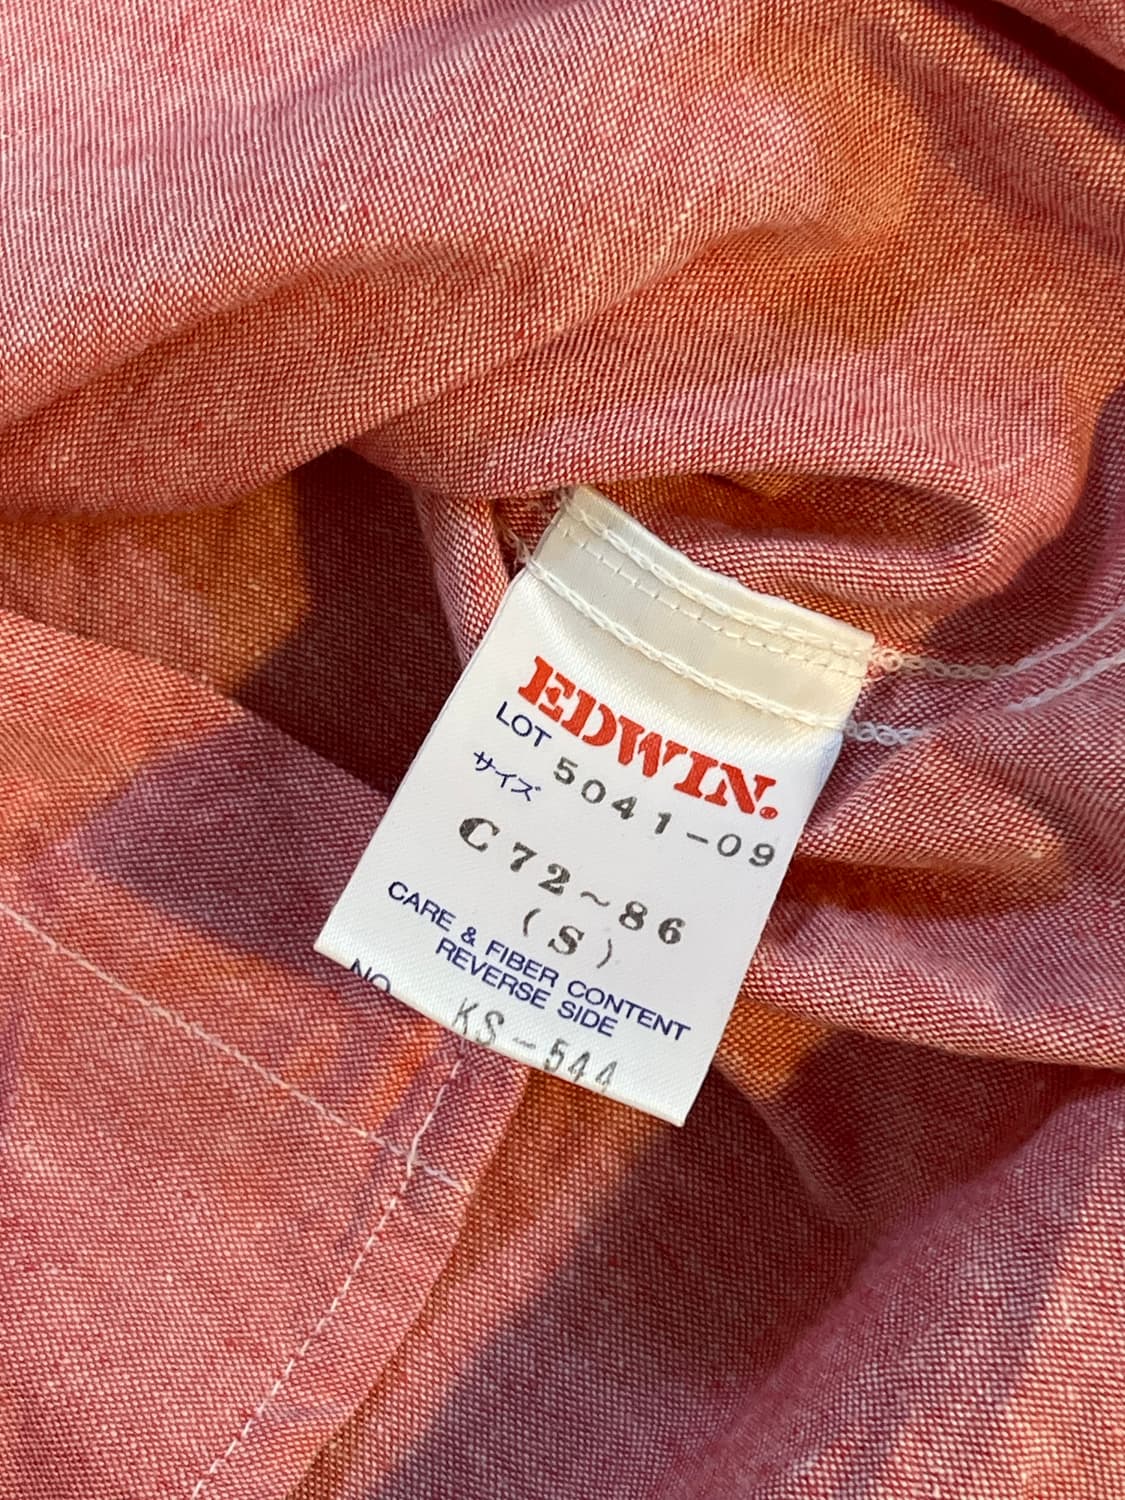 EDWIN.
LOT 5041-09
サイズ
C72~86
(S)
CARE & FIBER CONTENT
REVERSE SIDE
NO. KS-544